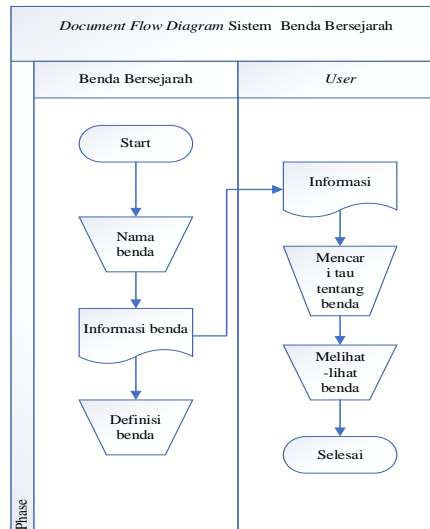 Document Flow Diagram Sistem Benda Bersejarah
Benda Bersejarah
User
Start
Nama
benda
Informasi benda
Definisi
benda
Informasi
Mencar
i tau
tentang
benda
Melihat
-lihat
benda
Selesai
Phase